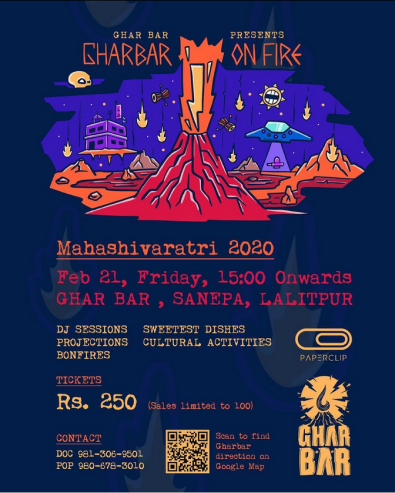 GHAR BAR PRESENTS
GHARBAR ON FIRE
Mahashivaratri 2020
Feb 21, Friday, 15:00 Onwards
GHAR BAR , SANEPA, LALITPUR
DJ SESSIONS SWEETEST DISHES
PROJECTIONS CULTURAL ACTIVITIES
BONFIRES
PAPERCLIP
TICKETS
Rs. 250 (Sales limited to 100)
CONTACT
DOC 981-306-9501
POP 980-678-3010
Scan to find
Gharbar
direction on
Google Map
GHAR
BAR